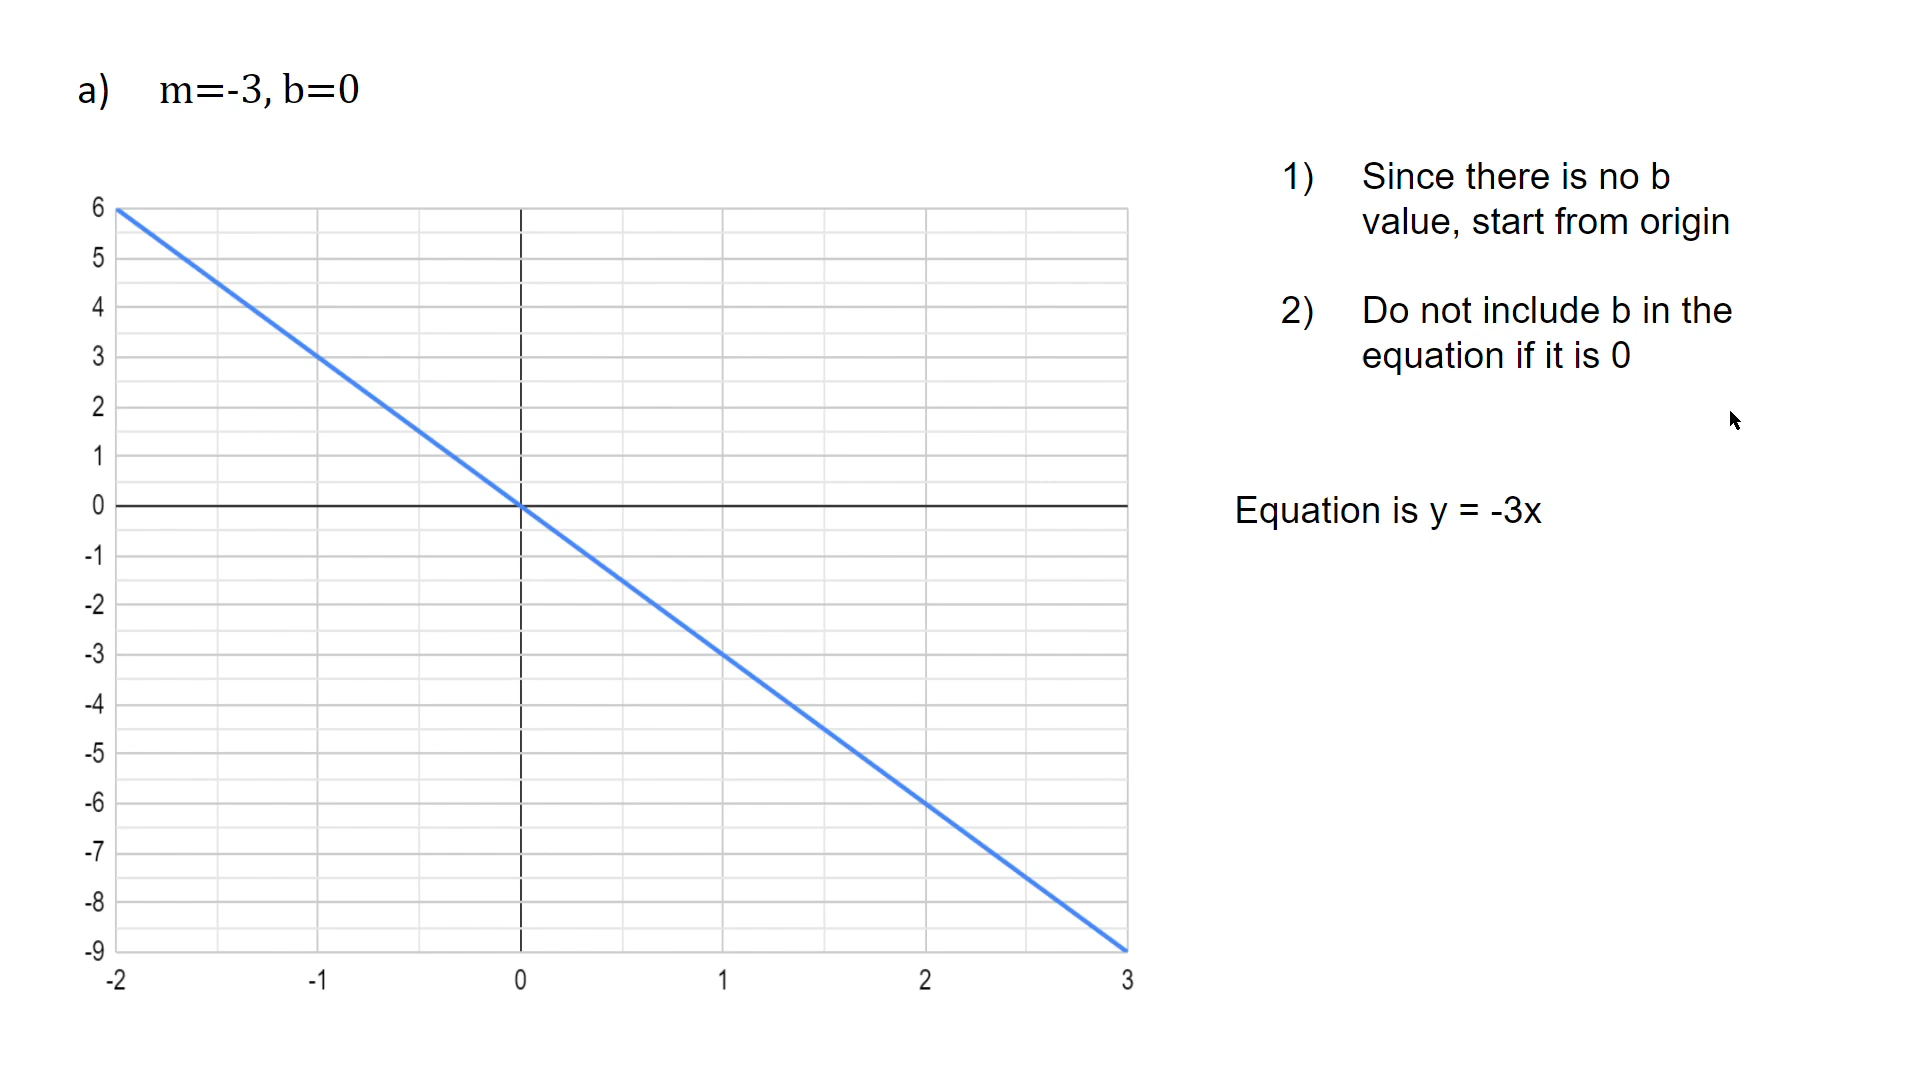 a) m=-3, b=0
1) Since there is no b
value, start from origin
2) Do not include b in the
equation if it is 0
Equation is y = -3x
6
5
4
3
2
1
0
-1
-2
-3
-4
-5
-6
-7
-8
-9
-2 -1 0 1 2 3